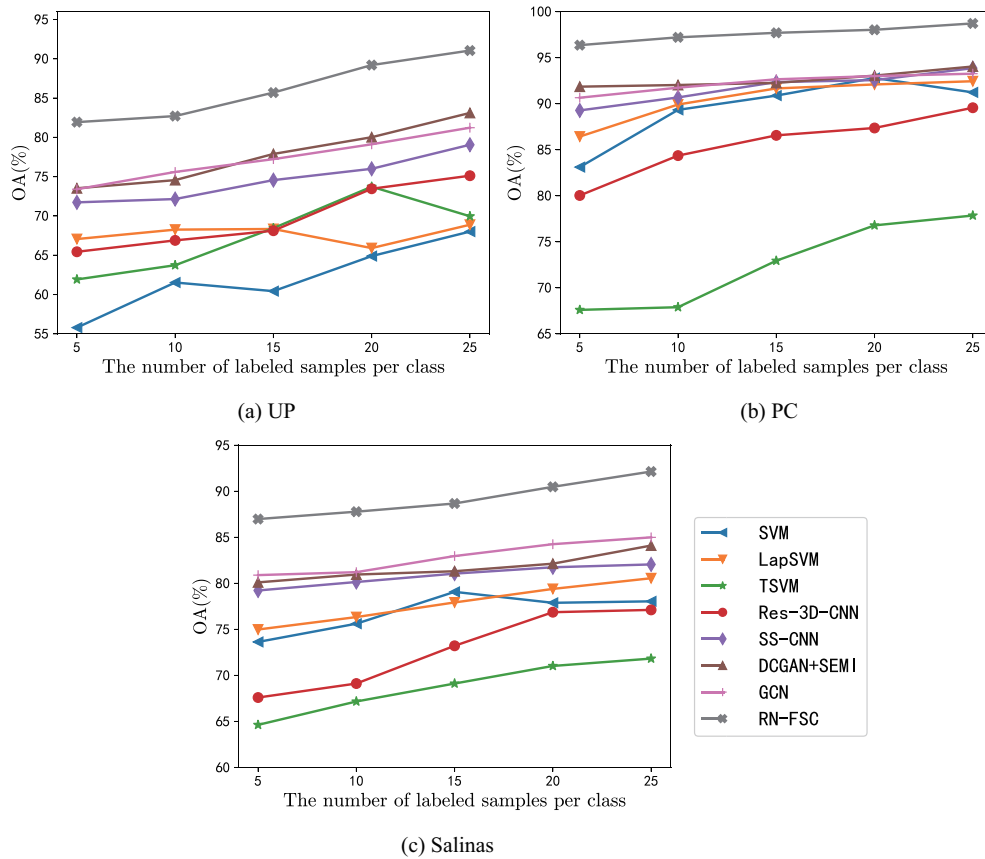 95
90
85
80
75
70
65
60
55
OA(%)
5 10 15 20 25
The number of labeled samples per class
(a) UP
100
95
90
85
80
75
70
65
OA(%)
5 10 15 20 25
The number of labeled samples per class
(b) PC
95
90
85
80
75
70
65
60
OA(%)
5 10 15 20 25
The number of labeled samples per class
(c) Salinas
SVM
LapSVM
TSVM
Res-3D-CNN
SS-CNN
DCGAN+SEMI
GCN
RN-FSC